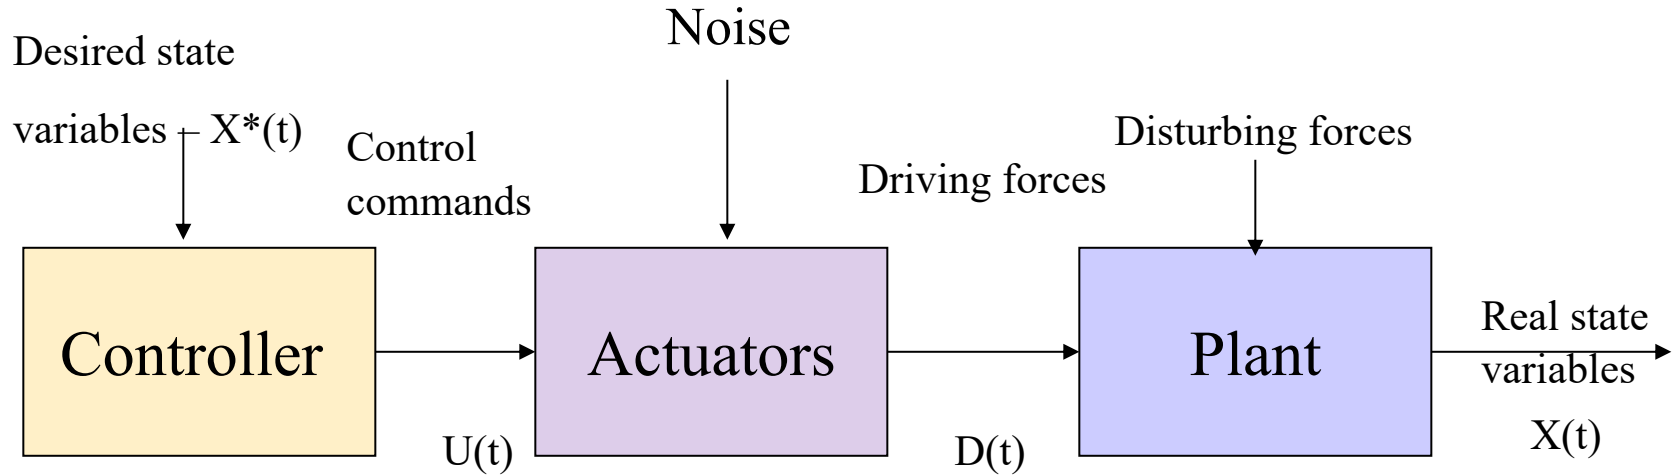 Desired state
variables – X*(t)
Control
commands
Noise
Driving forces
Disturbing forces
Controller
Actuators
Plant
Real state
variables
U(t)
D(t)
X(t)